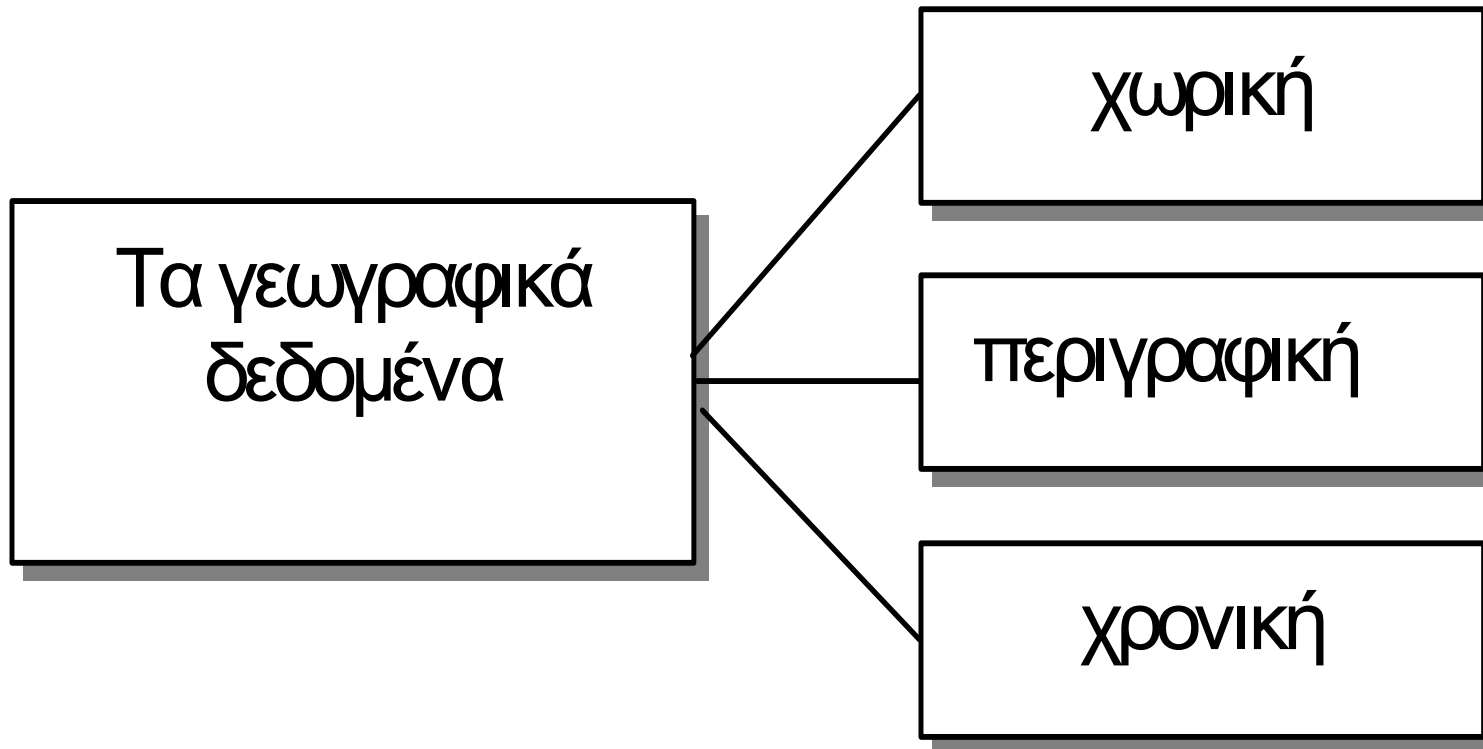 Τα γεωγραφικά
δεδομένα
χωρική
περιγραφική
χρονική